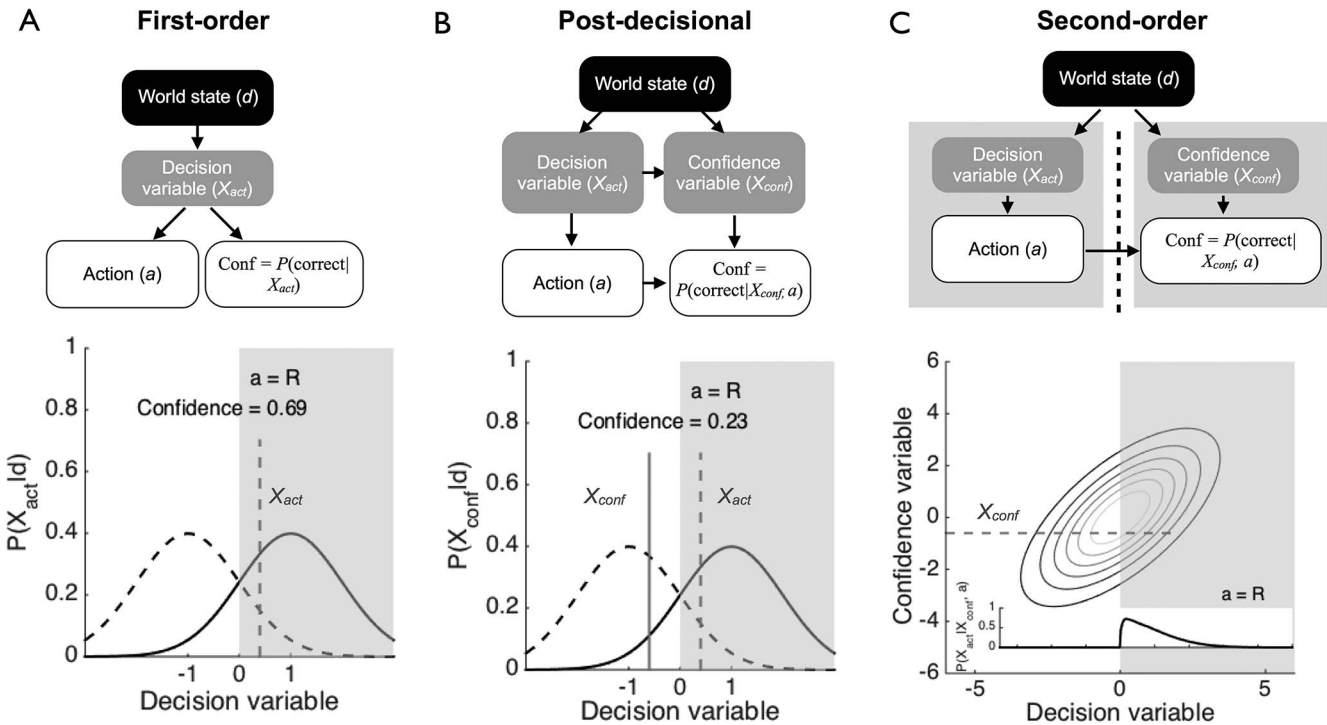 A
First-order
World state (d)
Decision
variable (Xact)
Action (a)
Conf = P(correct|
Xact)
1
0.8
0.6
0.4
0.2
0
P(Xact|d)
a = R
Confidence = 0.69
Xact
-1
0
1
Decision variable
B
Post-decisional
World state (d)
Decision
variable (Xact)
Confidence
variable (Xconf)
Action (a)
Conf =
P(correct|Xconf, a)
1
0.8
0.6
0.4
0.2
0
P(Xconf|d)
a = R
Confidence = 0.23
Xconf
Xact
-1
0
1
Decision variable
C
Second-order
World state (d)
Decision
variable (Xact)
Confidence
variable (Xconf)
Action (a)
Conf = P(correct|
Xconf, a)
6
4
2
0
-2
-4
-6
Confidence variable
Xconf
a = R
P(Xact|Xconf, a)
1
0.5
0
-5
0
5
Decision variable